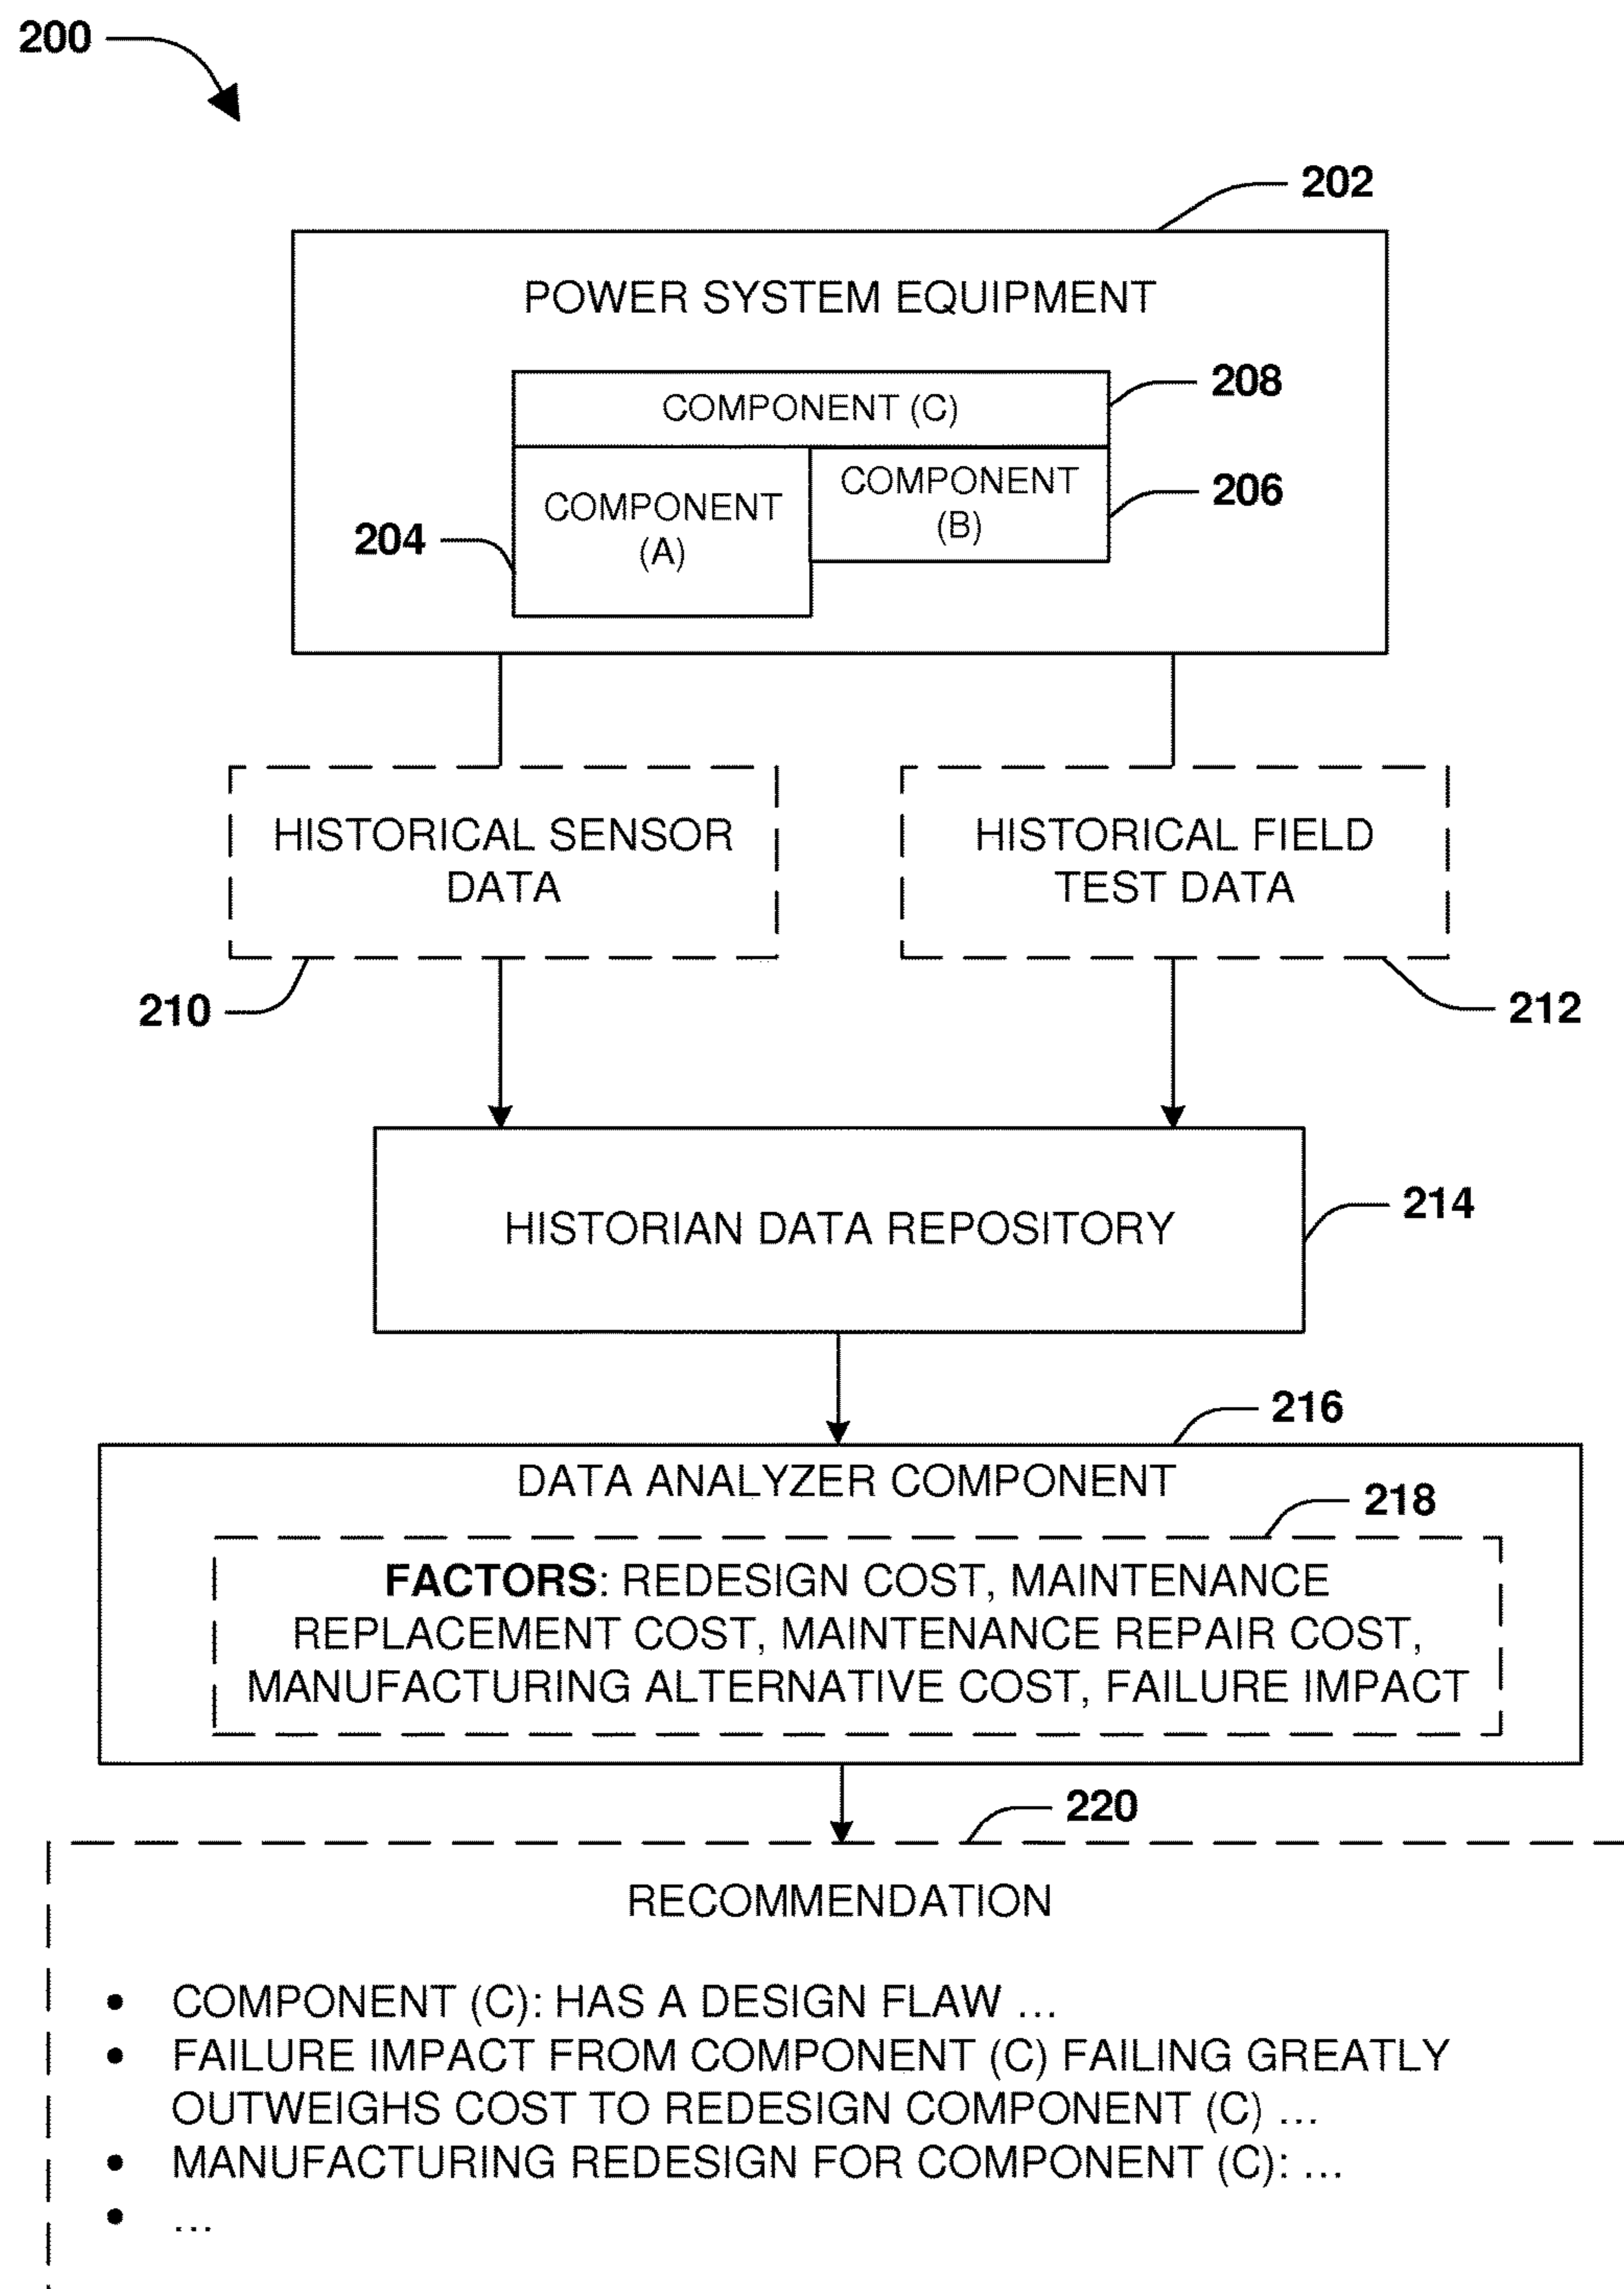 200
202
POWER SYSTEM EQUIPMENT
208
COMPONENT (C)
COMPONENT
(B)
206
COMPONENT
(A)
204
HISTORICAL SENSOR
DATA
HISTORICAL FIELD
TEST DATA
210
212
HISTORIAN DATA REPOSITORY
214
216
DATA ANALYZER COMPONENT
218
FACTORS: REDESIGN COST, MAINTENANCE
REPLACEMENT COST, MAINTENANCE REPAIR COST,
MANUFACTURING ALTERNATIVE COST, FAILURE IMPACT
220
RECOMMENDATION
• COMPONENT (C): HAS A DESIGN FLAW ...
• FAILURE IMPACT FROM COMPONENT (C) FAILING GREATLY
OUTWEIGHS COST TO REDESIGN COMPONENT (C) ...
• MANUFACTURING REDESIGN FOR COMPONENT (C): ...
• ...